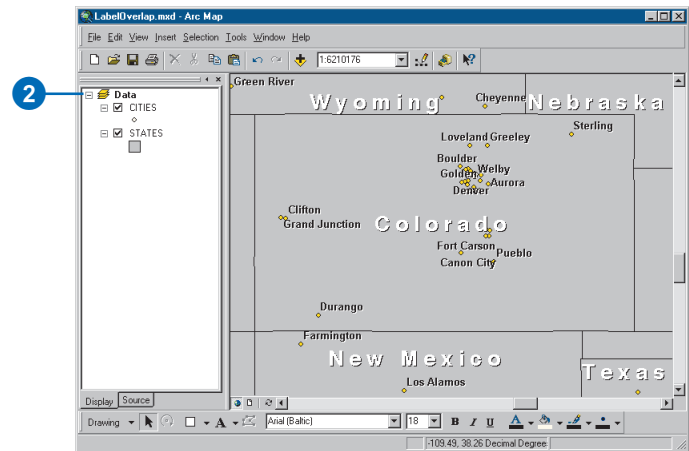 LabelOverlap.mxd - Arc Map
File Edit View Insert Selection Tools Window Help
1:6210176
2
Data
CITIES
STATES
Green River
Wyoming
Cheyenne
Nebraska
Sterling
Loveland Greeley
Boulder
Welby
Golden
Aurora
Denver
Clifton
Grand Junction
Colorado
Fort Carson
Pueblo
Canon City
Durango
Farmington
New Mexico
Texas
Los Alamos
Display Source
Drawing A Arial (Baltic) 18 B I U A
-109.49, 38.26 Decimal Degree